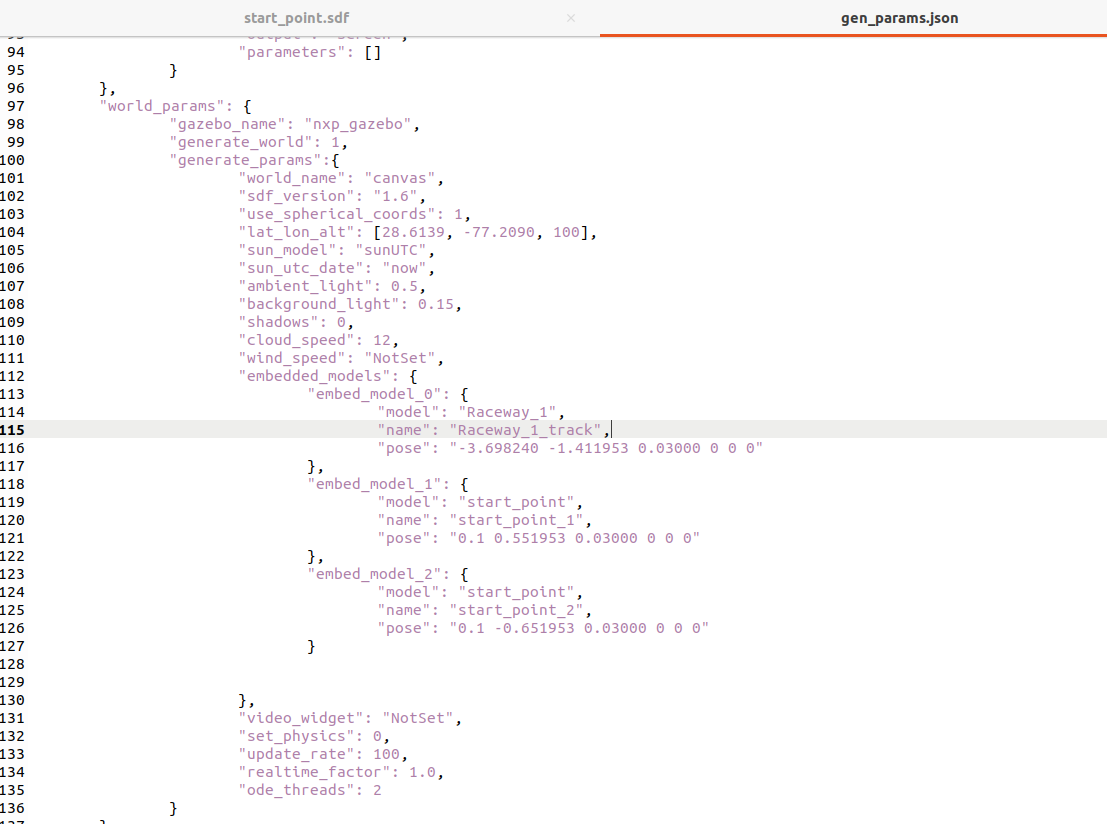 start_point.sdf × gen_params.json
94 "parameters": []
95 }
96 },
97 "world_params": {
98 "gazebo_name": "nxp_gazebo",
99 "generate_world": 1,
100 "generate_params":{
101 "world_name": "canvas",
102 "sdf_version": "1.6",
103 "use_spherical_coords": 1,
104 "lat_lon_alt": [28.6139, -77.2090, 100],
105 "sun_model": "sunUTC",
106 "sun_utc_date": "now",
107 "ambient_light": 0.5,
108 "background_light": 0.15,
109 "shadows": 0,
110 "cloud_speed": 12,
111 "wind_speed": "NotSet",
112 "embedded_models": {
113 "embed_model_0": {
114 "model": "Raceway_1",
115 "name": "Raceway_1_track",
116 "pose": "-3.698240 -1.411953 0.03000 0 0 0"
117 },
118 "embed_model_1": {
119 "model": "start_point",
120 "name": "start_point_1",
121 "pose": "0.1 0.551953 0.03000 0 0 0"
122 },
123 "embed_model_2": {
124 "model": "start_point",
125 "name": "start_point_2",
126 "pose": "0.1 -0.651953 0.03000 0 0 0"
127 }
128
129
130 },
131 "video_widget": "NotSet",
132 "set_physics": 0,
133 "update_rate": 100,
134 "realtime_factor": 1.0,
135 "ode_threads": 2
136 }